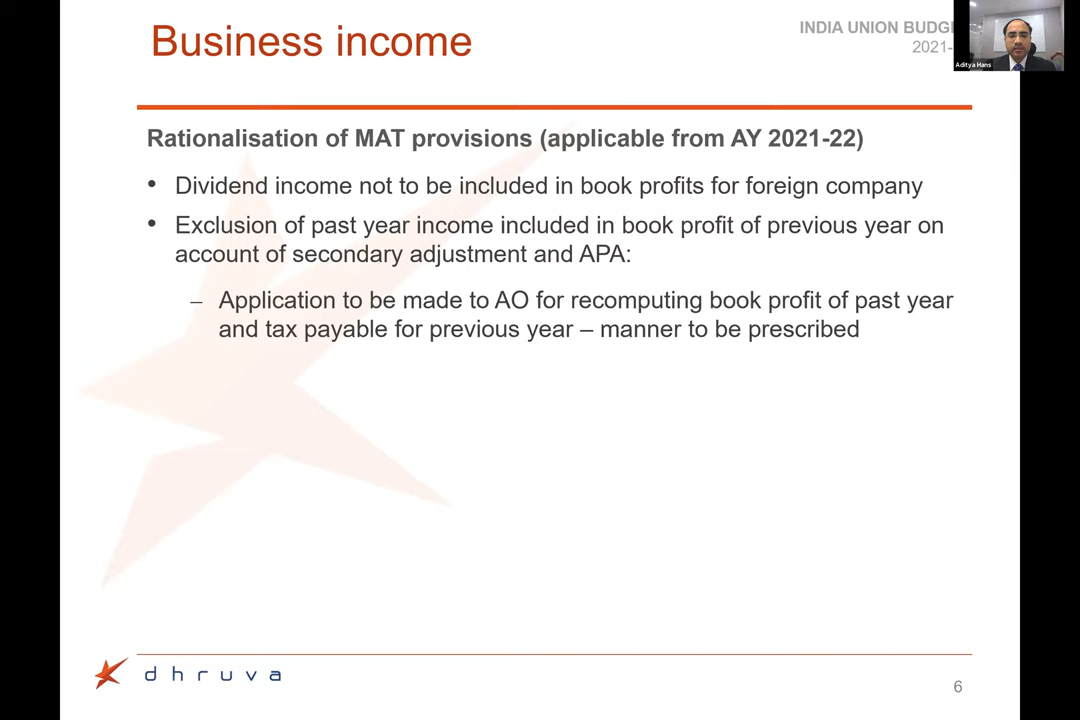 Business income
INDIA UNION BUDG
2021-
Aditya Hans
Rationalisation of MAT provisions (applicable from AY 2021-22)
• Dividend income not to be included in book profits for foreign company
• Exclusion of past year income included in book profit of previous year on
account of secondary adjustment and APA:
– Application to be made to AO for recomputing book profit of past year
and tax payable for previous year – manner to be prescribed
dhruva
6